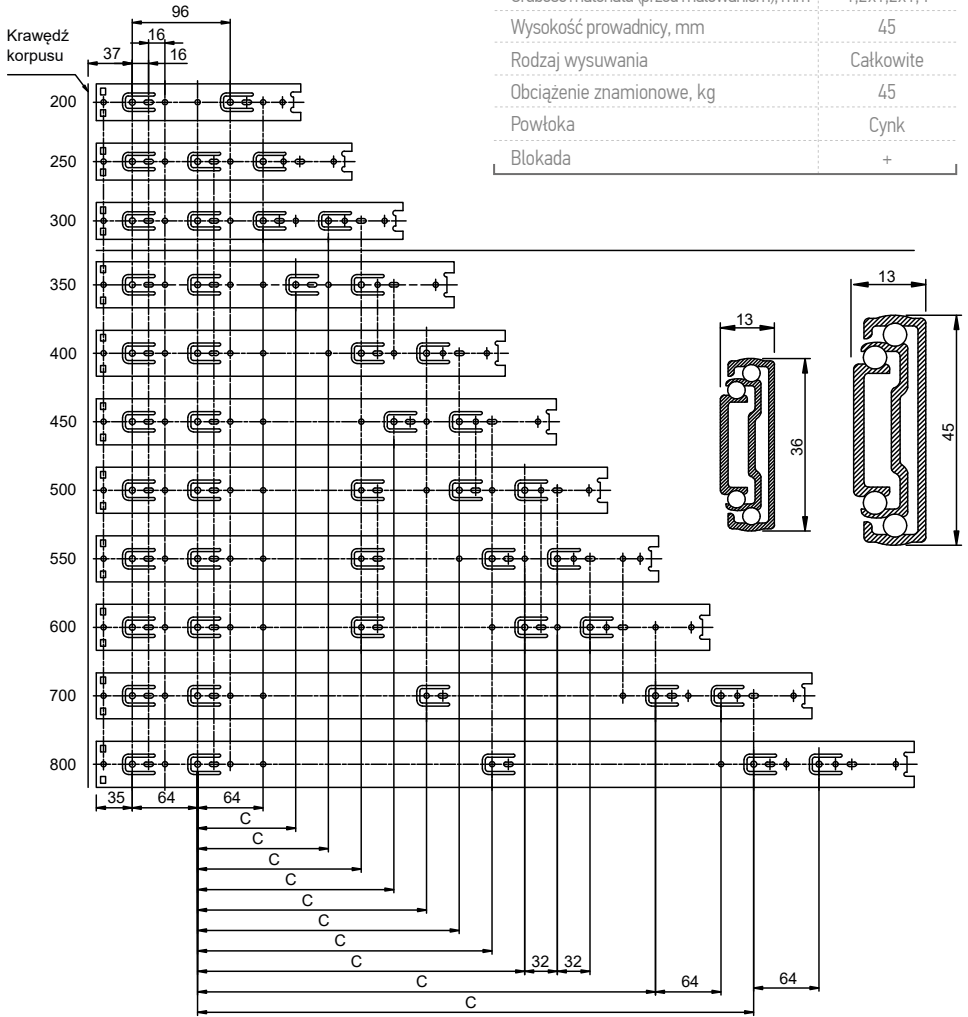 96
16
Krawędź
korpusu
37
16
Wysokość prowadnicy, mm 45
Rodzaj wysuwania Całkowite
Obciążenie znamionowe, kg 45
Powłoka Cynk
Blokada +
200
250
300
350
400
450
500
550
600
700
800
13
36
13
45
35
64
64
C
C
C
C
C
C
C
C
32
32
C
64
64
C